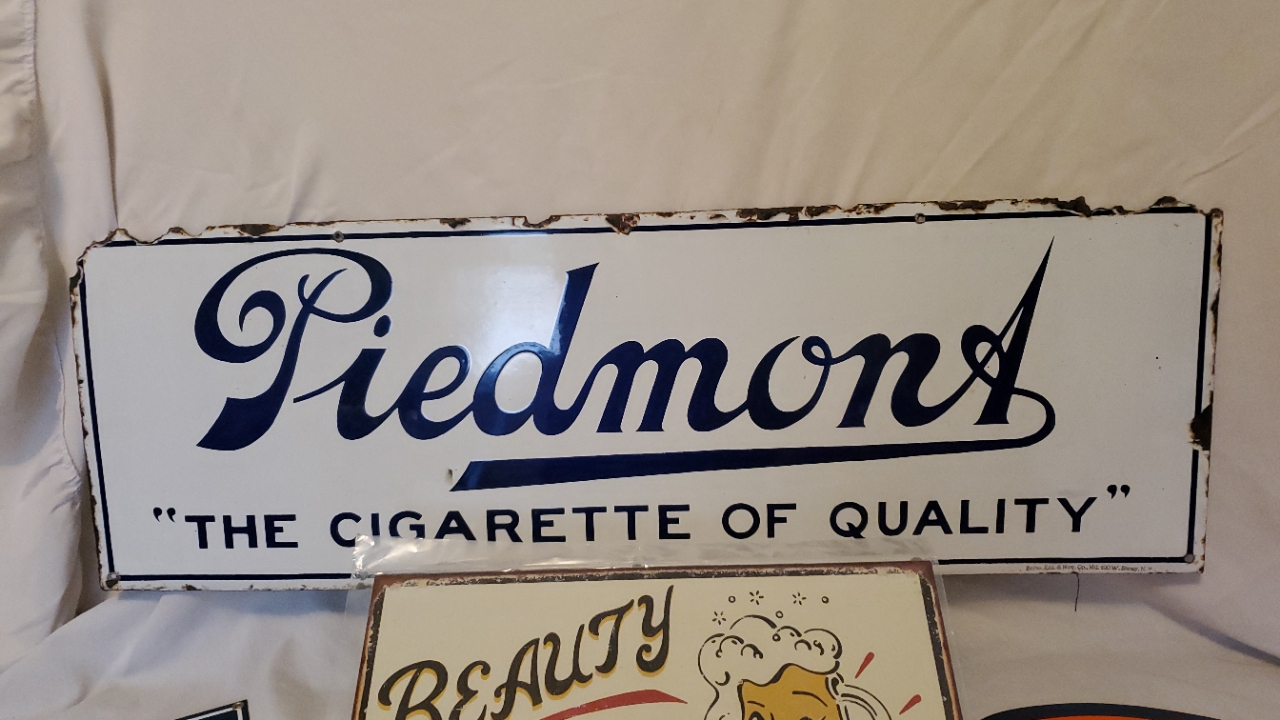 Piedmont
"THE CIGARETTE OF QUALITY"
BEAUTY